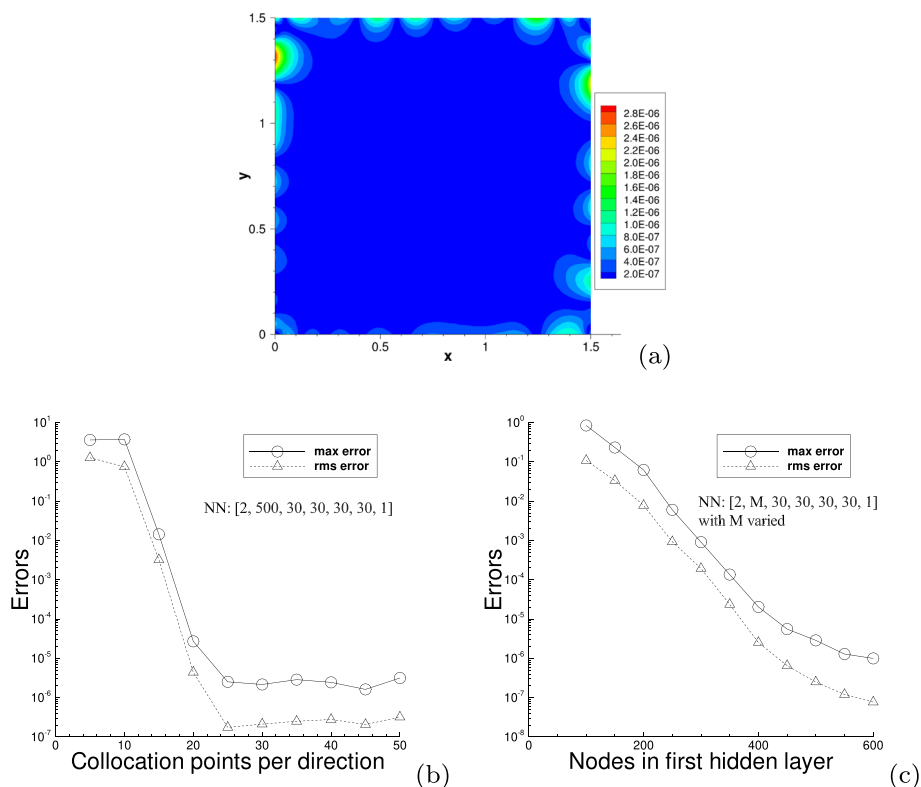 1.5
1
0.5
0
y
0
0.5
1
1.5
x
2.8E-06
2.6E-06
2.4E-06
2.2E-06
2.0E-06
1.8E-06
1.6E-06
1.4E-06
1.2E-06
1.0E-06
8.0E-07
6.0E-07
4.0E-07
2.0E-07
(a)
10^1
10^0
10^-1
10^-2
10^-3
10^-4
10^-5
10^-6
10^-7
Errors
max error
rms error
NN: [2, 500, 30, 30, 30, 30, 1]
0
10
20
30
40
50
Collocation points per direction
(b)
10^0
10^-1
10^-2
10^-3
10^-4
10^-5
10^-6
10^-7
10^-8
Errors
max error
rms error
NN: [2, M, 30, 30, 30, 30, 1]
with M varied
0
200
400
600
Nodes in first hidden layer
(c)